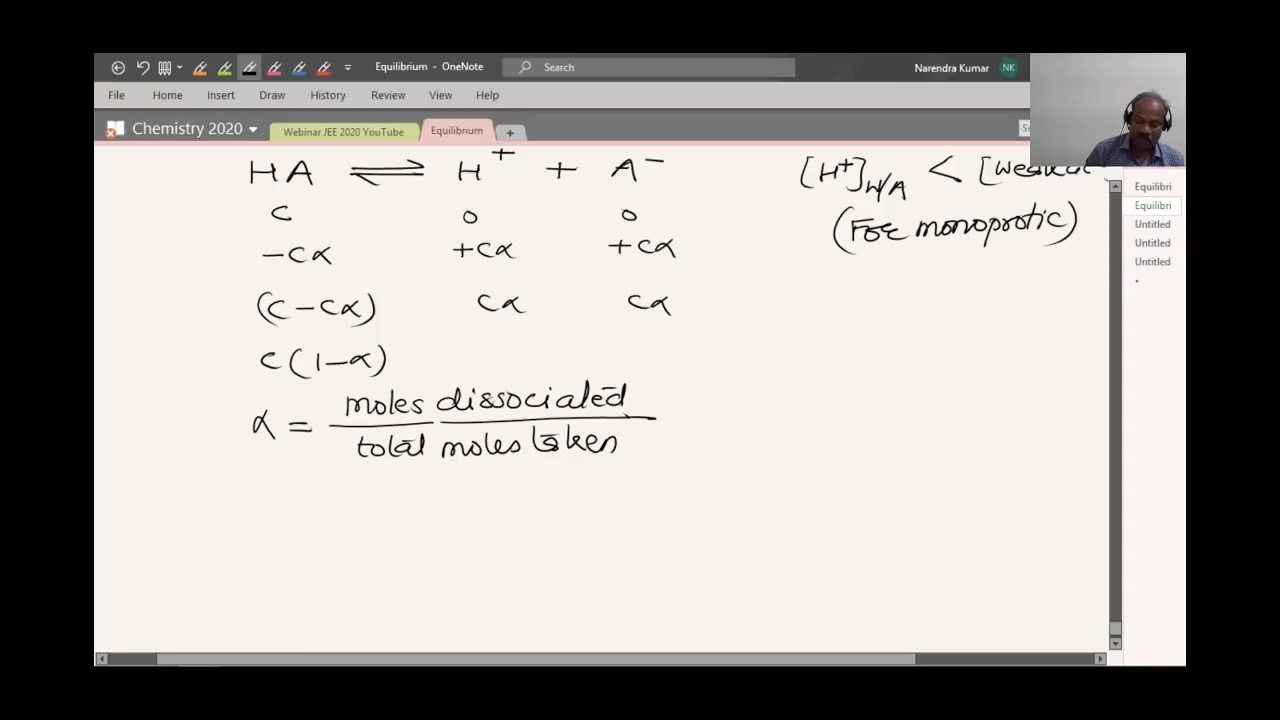 Equilibrium - OneNote
Search
Narendra Kumar NK
File Home Insert Draw History Review View Help
Chemistry 2020 Webinar JEE 2020 YouTube Equilibrium +
HA ⇌ H⁺ + A⁻ [H⁺]W/A <
C 0 0 (For monoprotic)
-Cα +Cα +Cα
(C-Cα) Cα Cα
C(1-α)
α = moles dissociated
total moles taken
Equilibri
Equilibri
Untitled
Untitled
Untitled